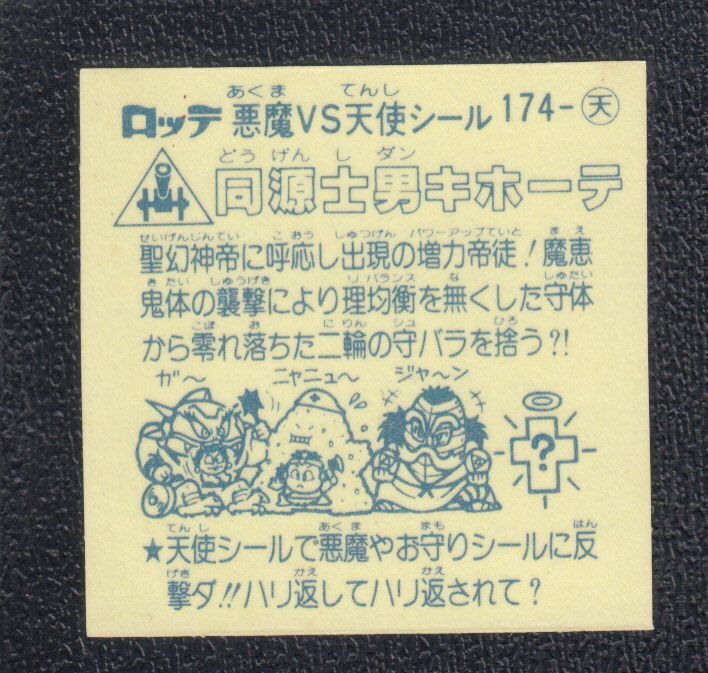 あくま てんし
ロッテ 悪魔VS天使シール 174-天
どう げん し ダン
同源士男キホーテ
せいげんじんてい こおう しゅつげん パワーアップていと まえ
聖幻神帝に呼応し出現の増力帝徒!魔恵
きたい しゅうげき リバランス な しゅたい
鬼体の襲撃により理均衡を無くした守体
こぼ お にりん シュ ひろ
から零れ落ちた二輪の守バラを捨う?!
ガ〜 ニャニュ〜 ジャ〜ン
?
てんし あくま まも はん
★天使シールで悪魔やお守りシールに反
げき かえ かえ
撃ダ!!ハリ返してハリ返されて?